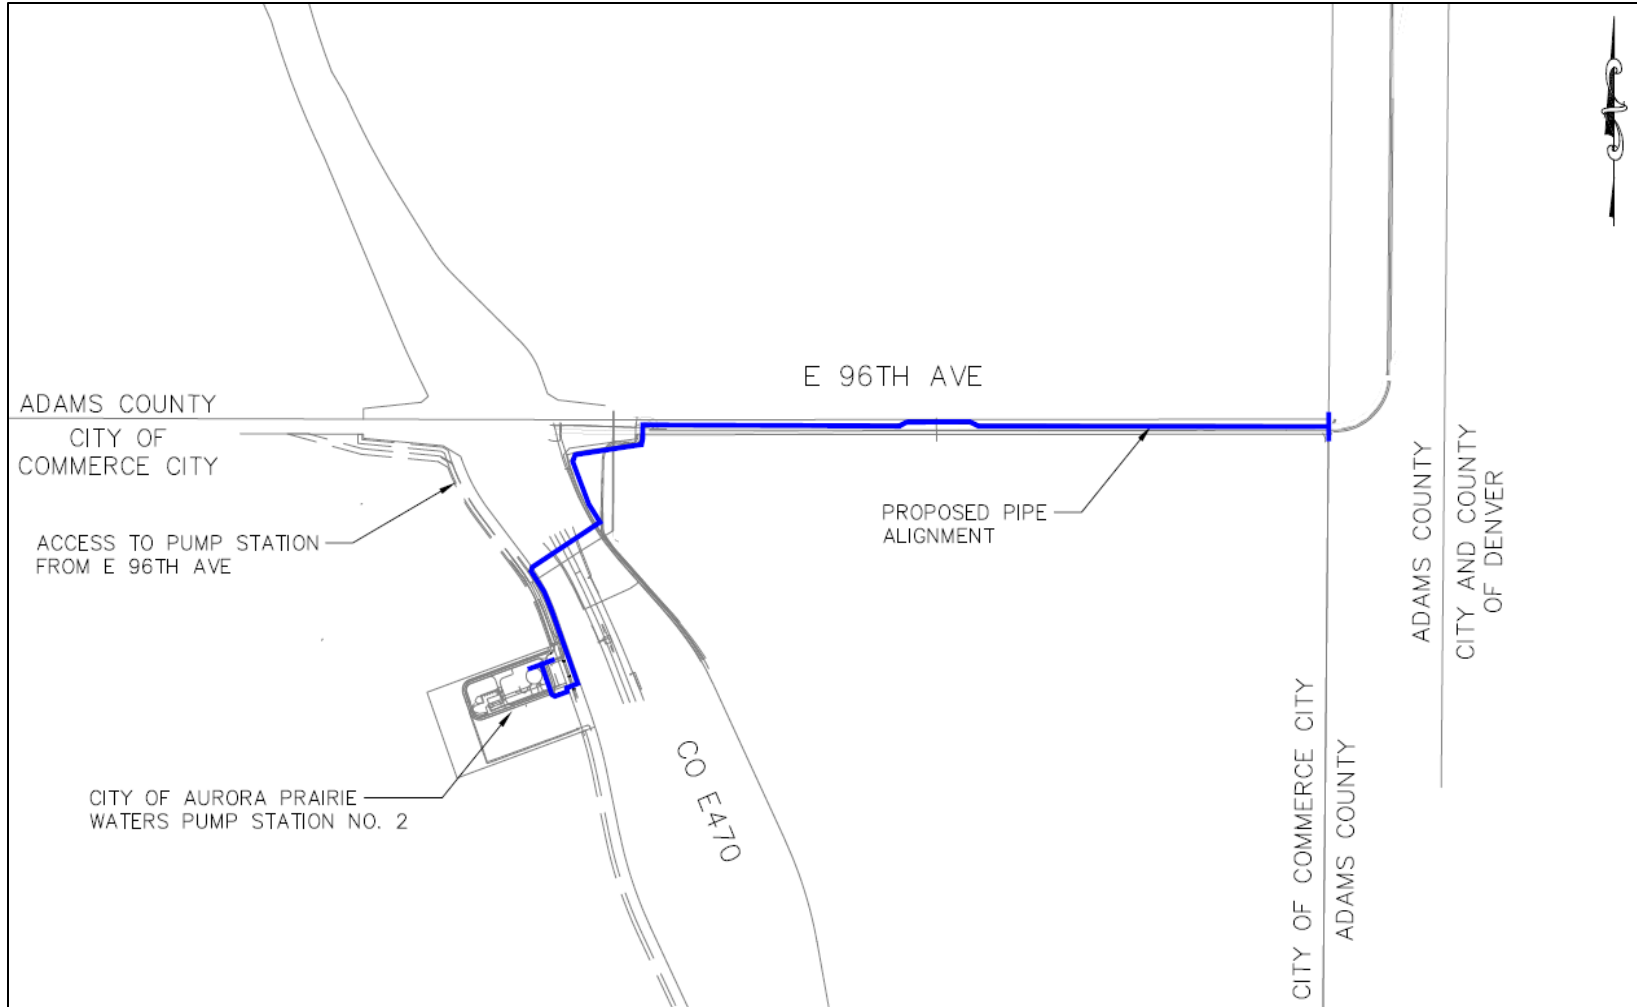 E 96TH AVE
ADAMS COUNTY
CITY OF
COMMERCE CITY
ACCESS TO PUMP STATION
FROM E 96TH AVE
PROPOSED PIPE
ALIGNMENT
ADAMS COUNTY
CITY AND COUNTY
OF DENVER
CITY OF AURORA PRAIRIE
WATERS PUMP STATION NO. 2
CO E470
CITY OF COMMERCE CITY
ADAMS COUNTY